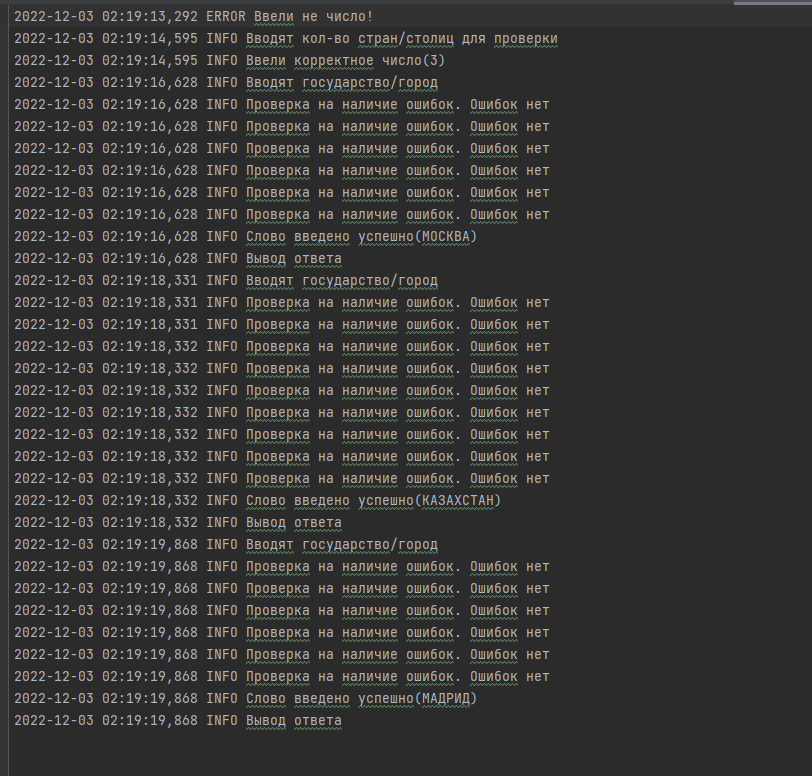 2022-12-03 02:19:13,292 ERROR Ввели не число!
2022-12-03 02:19:14,595 INFO Вводят кол-во стран/столиц для проверки
2022-12-03 02:19:14,595 INFO Ввели корректное число(3)
2022-12-03 02:19:16,628 INFO Вводят государство/город
2022-12-03 02:19:16,628 INFO Проверка на наличие ошибок. Ошибок нет
2022-12-03 02:19:16,628 INFO Проверка на наличие ошибок. Ошибок нет
2022-12-03 02:19:16,628 INFO Проверка на наличие ошибок. Ошибок нет
2022-12-03 02:19:16,628 INFO Проверка на наличие ошибок. Ошибок нет
2022-12-03 02:19:16,628 INFO Проверка на наличие ошибок. Ошибок нет
2022-12-03 02:19:16,628 INFO Проверка на наличие ошибок. Ошибок нет
2022-12-03 02:19:16,628 INFO Слово введено успешно(МОСКВА)
2022-12-03 02:19:16,628 INFO Вывод ответа
2022-12-03 02:19:18,331 INFO Вводят государство/город
2022-12-03 02:19:18,331 INFO Проверка на наличие ошибок. Ошибок нет
2022-12-03 02:19:18,331 INFO Проверка на наличие ошибок. Ошибок нет
2022-12-03 02:19:18,332 INFO Проверка на наличие ошибок. Ошибок нет
2022-12-03 02:19:18,332 INFO Проверка на наличие ошибок. Ошибок нет
2022-12-03 02:19:18,332 INFO Проверка на наличие ошибок. Ошибок нет
2022-12-03 02:19:18,332 INFO Проверка на наличие ошибок. Ошибок нет
2022-12-03 02:19:18,332 INFO Проверка на наличие ошибок. Ошибок нет
2022-12-03 02:19:18,332 INFO Проверка на наличие ошибок. Ошибок нет
2022-12-03 02:19:18,332 INFO Проверка на наличие ошибок. Ошибок нет
2022-12-03 02:19:18,332 INFO Слово введено успешно(КАЗАХСТАН)
2022-12-03 02:19:18,332 INFO Вывод ответа
2022-12-03 02:19:19,868 INFO Вводят государство/город
2022-12-03 02:19:19,868 INFO Проверка на наличие ошибок. Ошибок нет
2022-12-03 02:19:19,868 INFO Проверка на наличие ошибок. Ошибок нет
2022-12-03 02:19:19,868 INFO Проверка на наличие ошибок. Ошибок нет
2022-12-03 02:19:19,868 INFO Проверка на наличие ошибок. Ошибок нет
2022-12-03 02:19:19,868 INFO Проверка на наличие ошибок. Ошибок нет
2022-12-03 02:19:19,868 INFO Проверка на наличие ошибок. Ошибок нет
2022-12-03 02:19:19,868 INFO Слово введено успешно(МАДРИД)
2022-12-03 02:19:19,868 INFO Вывод ответа